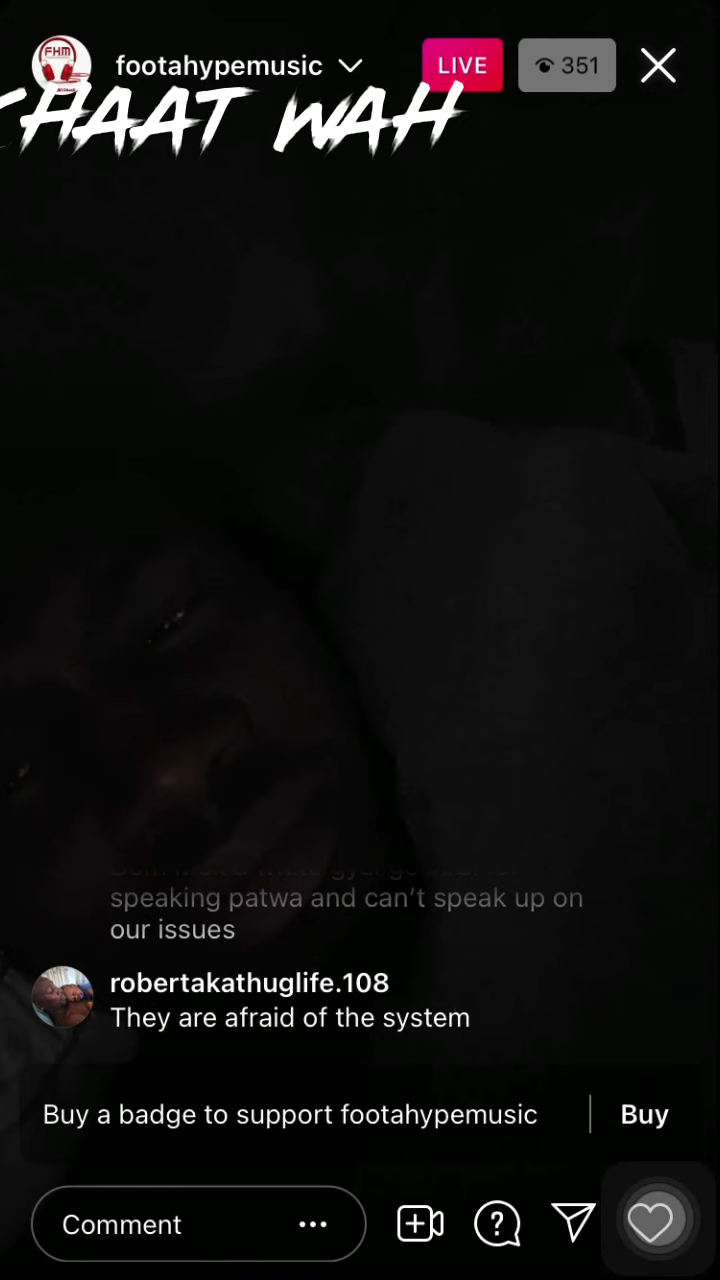 FHM
footahypemusic
LIVE
351
CHAAT WAH
speaking patwa and can't speak up on
our issues
robertakathuglife.108
They are afraid of the system
Buy a badge to support footahypemusic
Buy
Comment